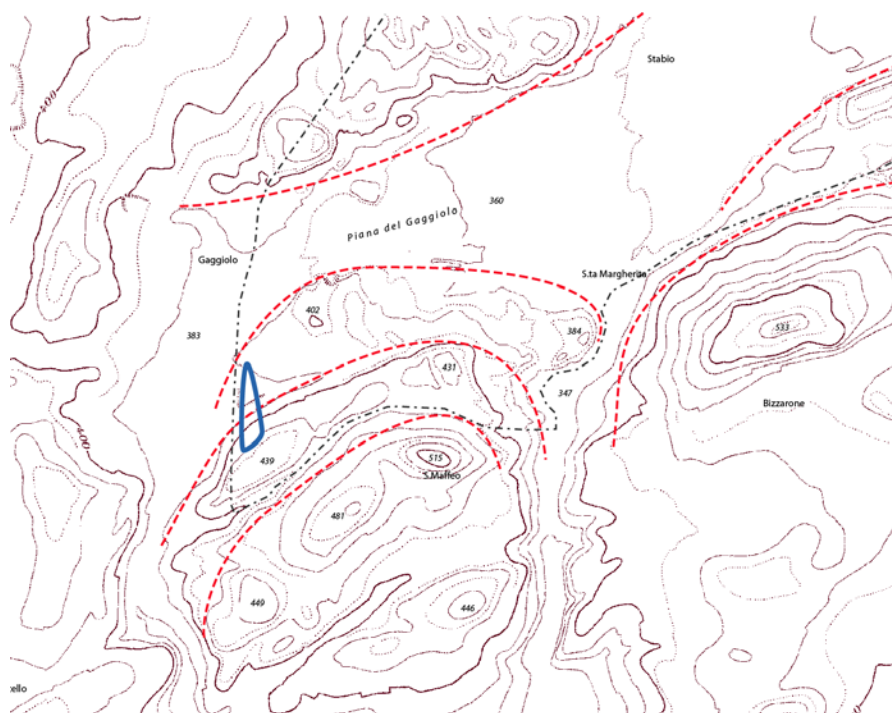 400
Stabio
360
Piana del Gaggiolo
Gaggiolo
S.ta Margherita
402
384
533
383
431
347
Bizzarone
400
439
515
S.Maffeo
481
449
446
tello